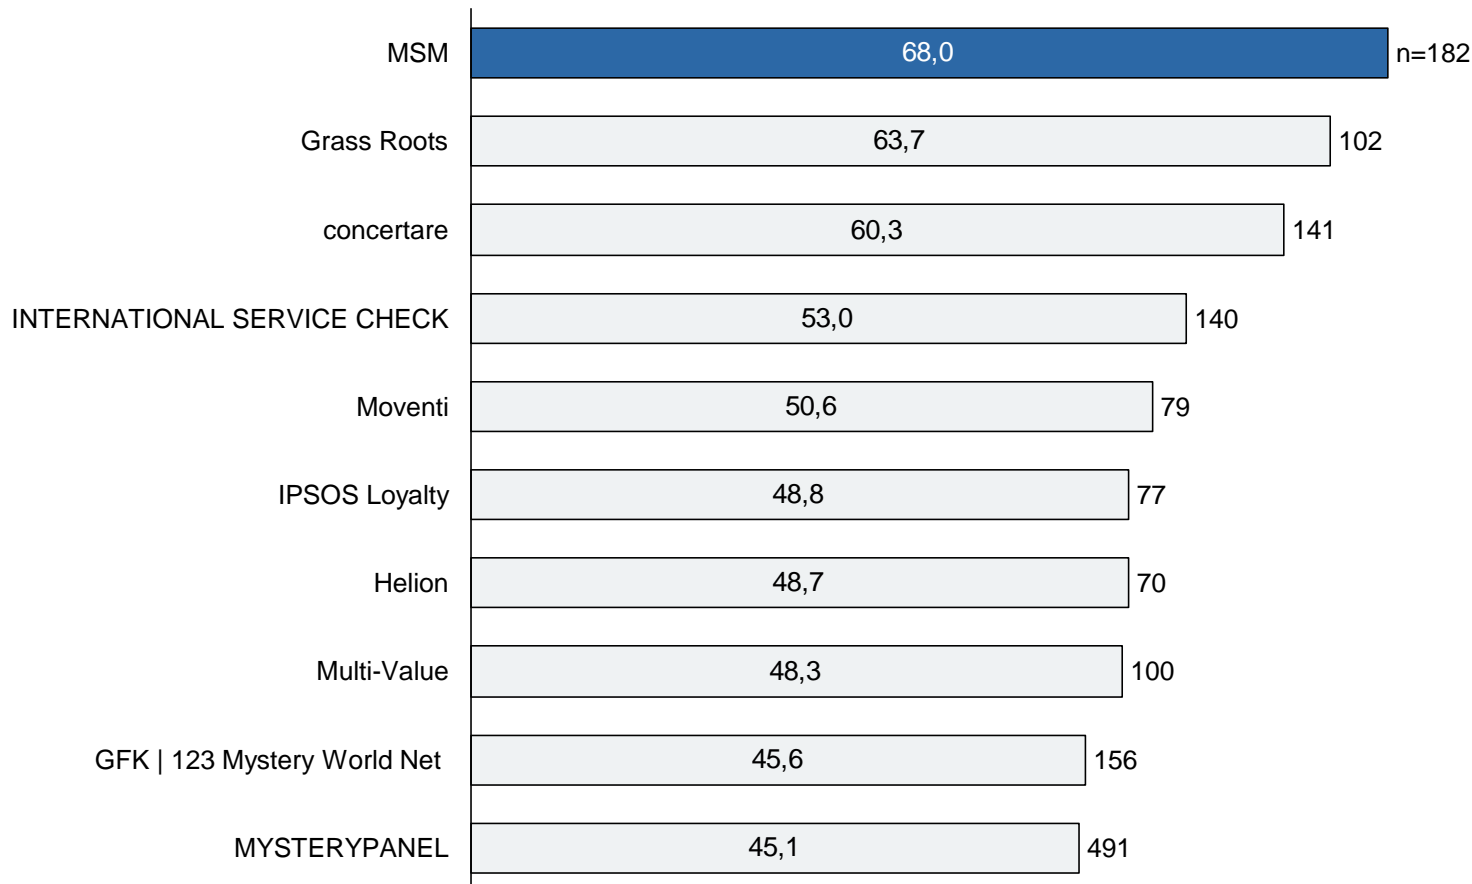 MSM 68,0 n=182
Grass Roots 63,7 102
concertare 60,3 141
INTERNATIONAL SERVICE CHECK 53,0 140
Moventi 50,6 79
IPSOS Loyalty 48,8 77
Helion 48,7 70
Multi-Value 48,3 100
GFK | 123 Mystery World Net 45,6 156
MYSTERYPANEL 45,1 491